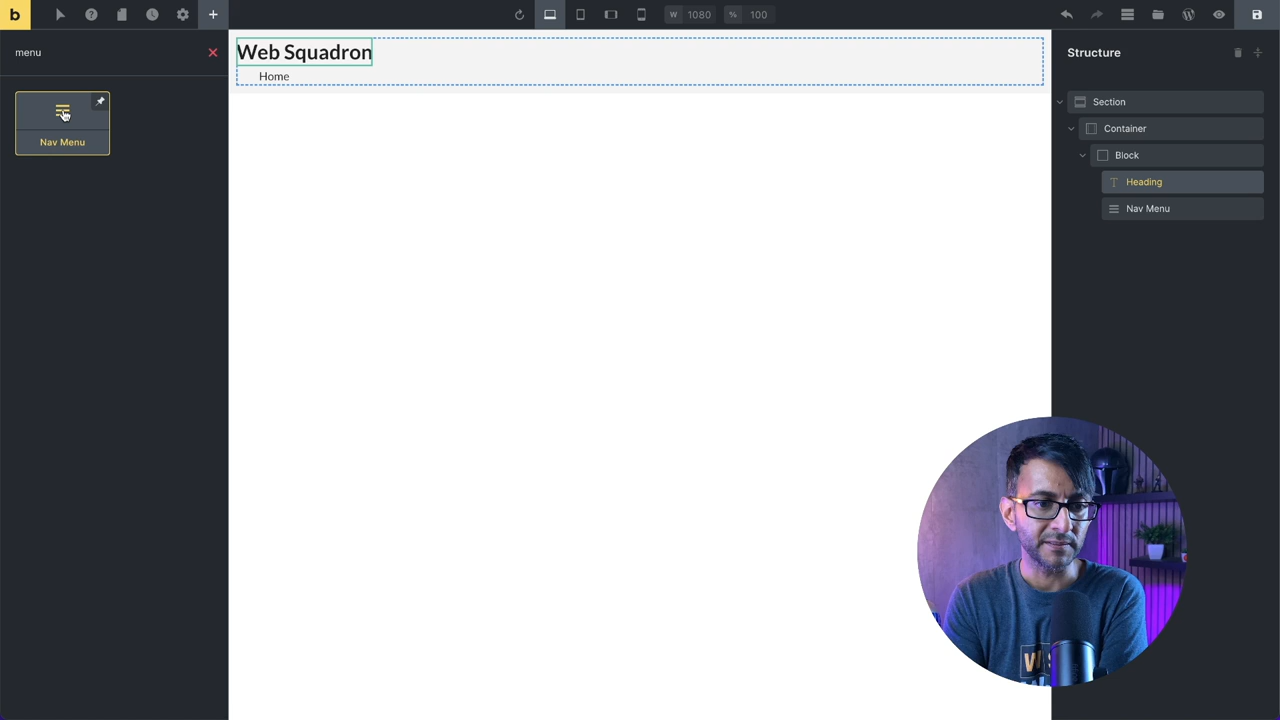 b
W 1080
% 100
menu
Nav Menu
Web Squadron
Home
Structure
Section
Container
Block
Heading
Nav Menu